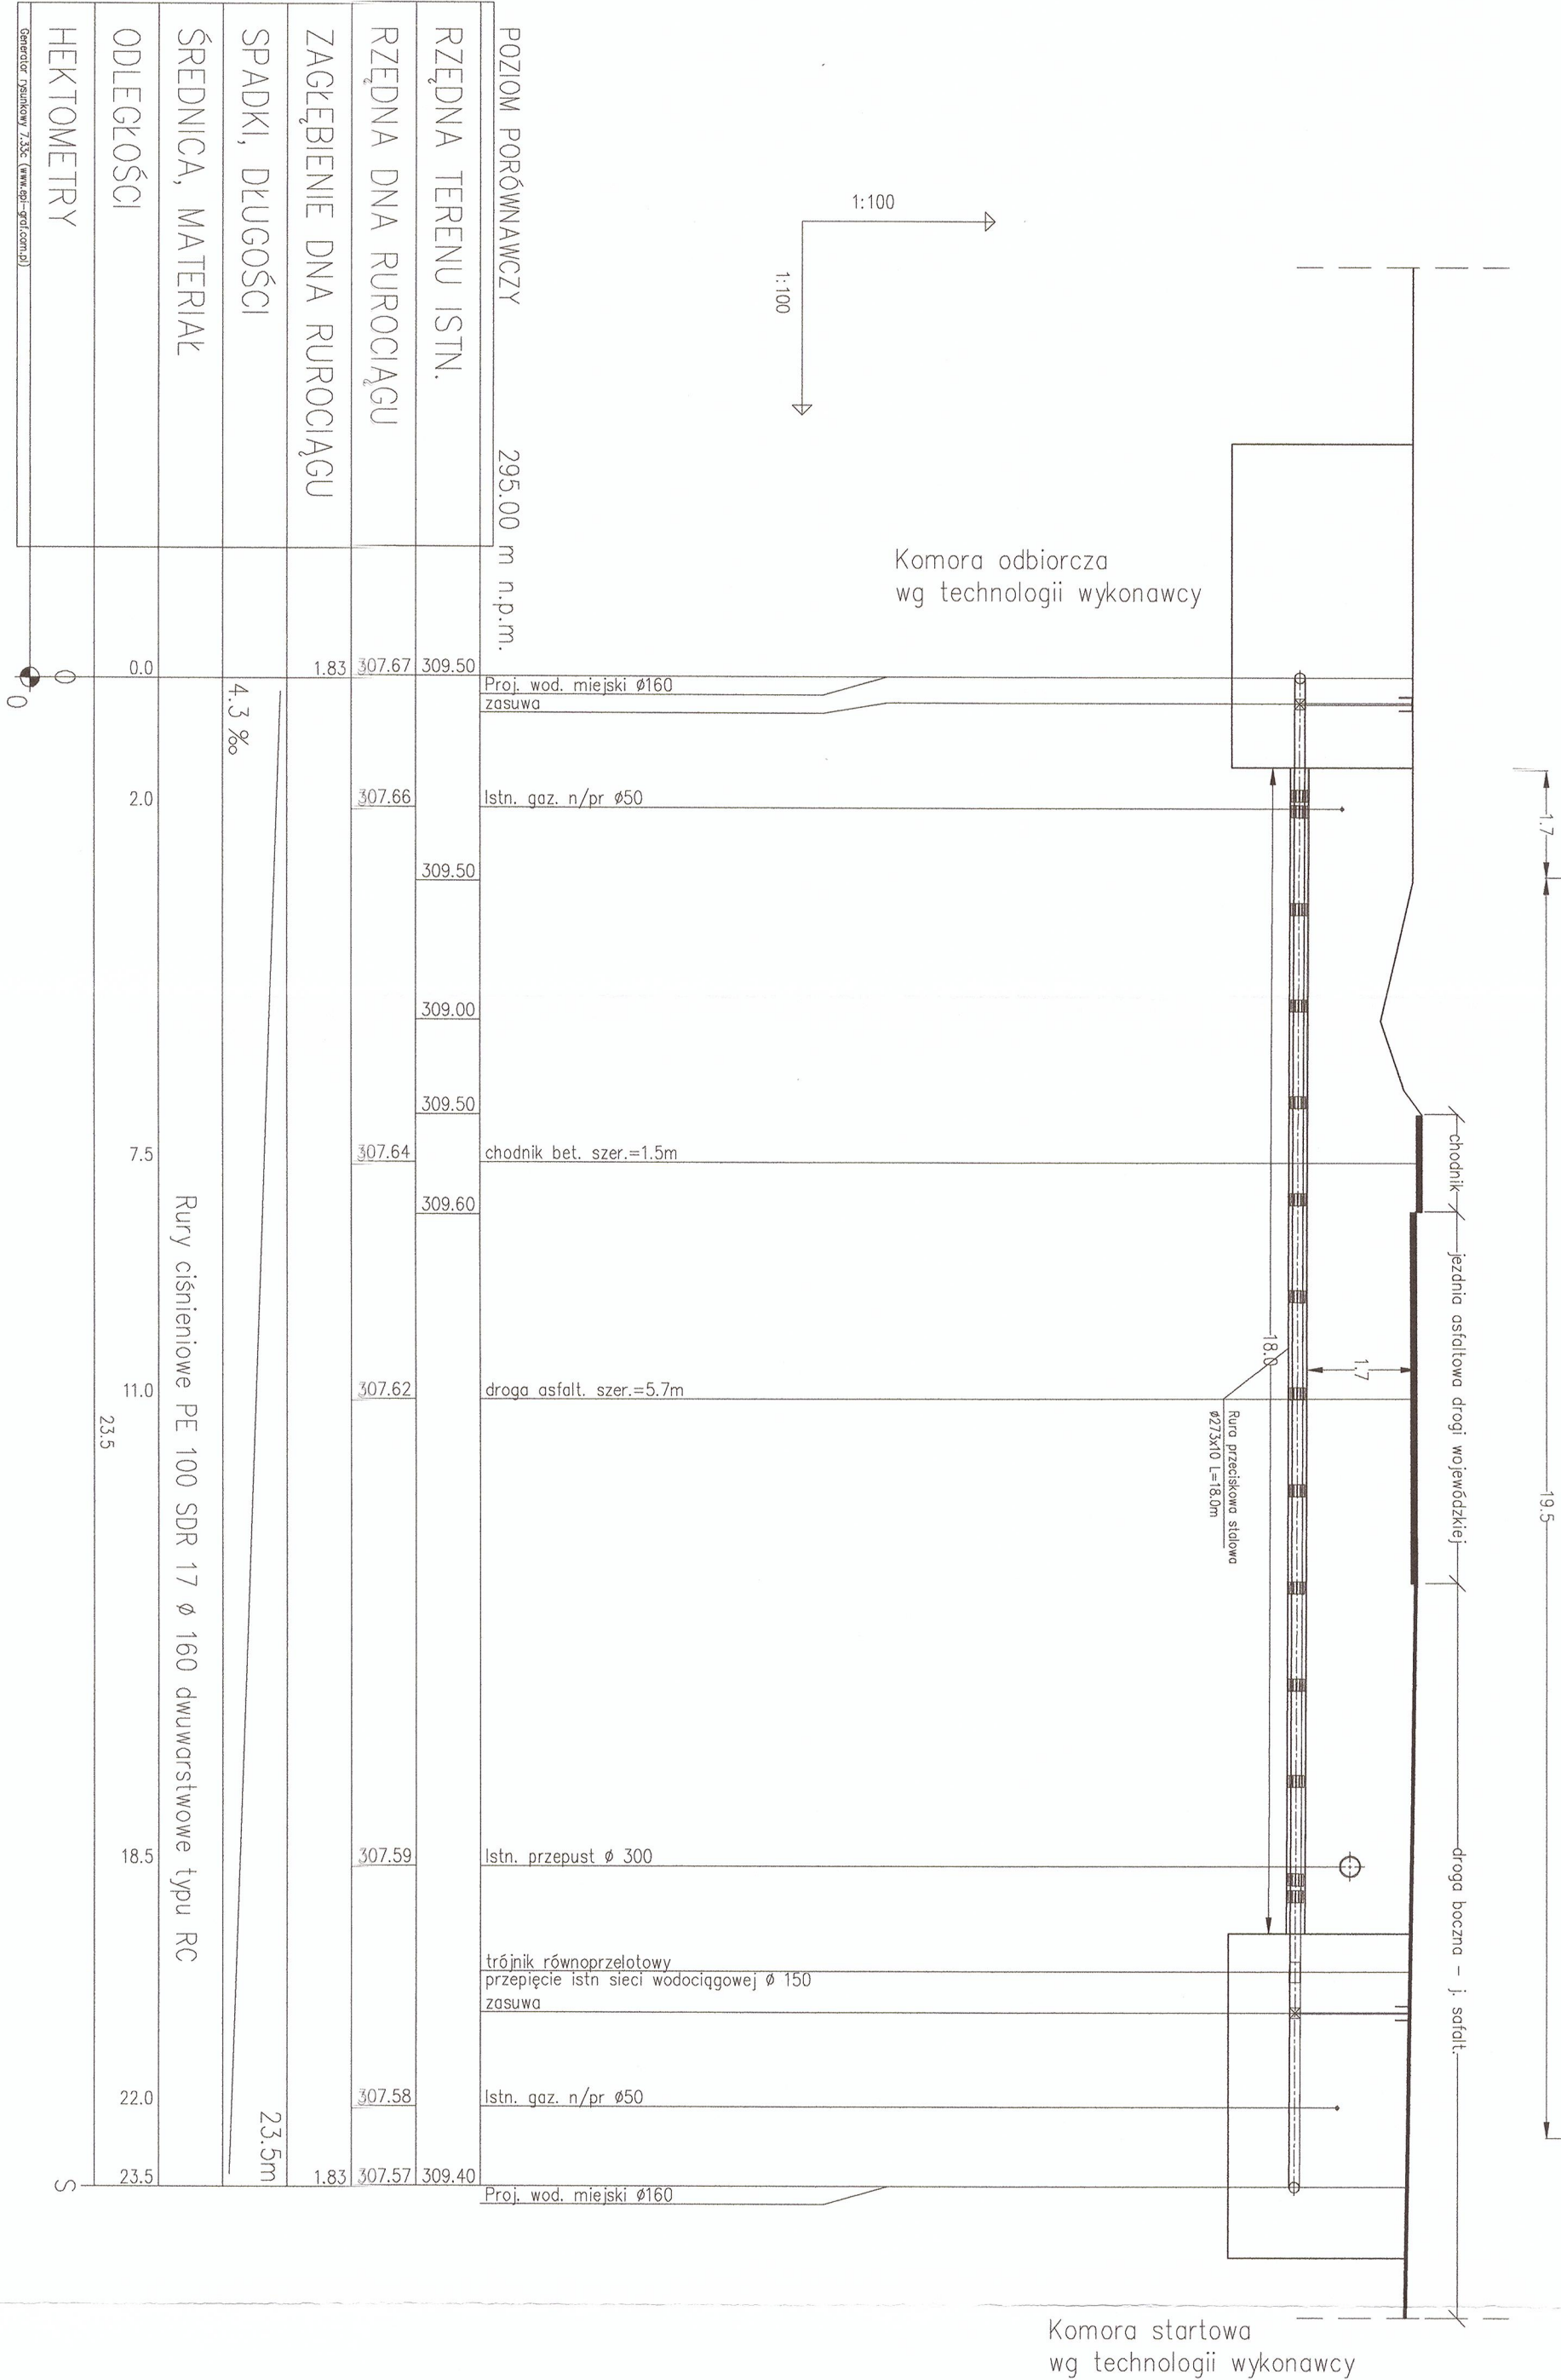 1:100
1:100
Komora odbiorcza
wg technologii wykonawcy
Komora startowa
wg technologii wykonawcy
1.7
19.5
chodnik
jezdnia asfaltowa drogi wojewódzkiej
droga boczna – j. safalt.
1.7
18.0
Rura przeciskowa stalowa
ø273x10 L=18.0m
POZIOM PORÓWNAWCZY 295.00 m n.p.m.
Proj. wod. miejski ø160
zasuwa
Istn. gaz. n/pr ø50
chodnik bet. szer.=1.5m
droga asfalt. szer.=5.7m
Istn. przepust ø 300
trójnik równoprzelotowy
przepięcie istn sieci wodociągowej ø 150
zasuwa
Istn. gaz. n/pr ø50
Proj. wod. miejski ø160
RZĘDNA TERENU ISTN. 309.50 309.50 309.00 309.50 309.60 309.40
RZĘDNA DNA RUROCIĄGU 307.67 307.66 307.64 307.62 307.59 307.58 307.57
ZAGŁĘBIENIE DNA RUROCIĄGU 1.83 1.83
SPADKI, DŁUGOŚCI 4.3 ‰ 23.5m
ŚREDNICA, MATERIAŁ Rury ciśnieniowe PE 100 SDR 17 ø 160 dwuwarstwowe typu RC
ODLEGŁOŚCI 0.0 2.0 7.5 11.0 18.5 22.0 23.5
23.5
HEKTOMETRY 0 S
0
Generator rysunkowy 7.33c (www.epi-graf.com.pl)